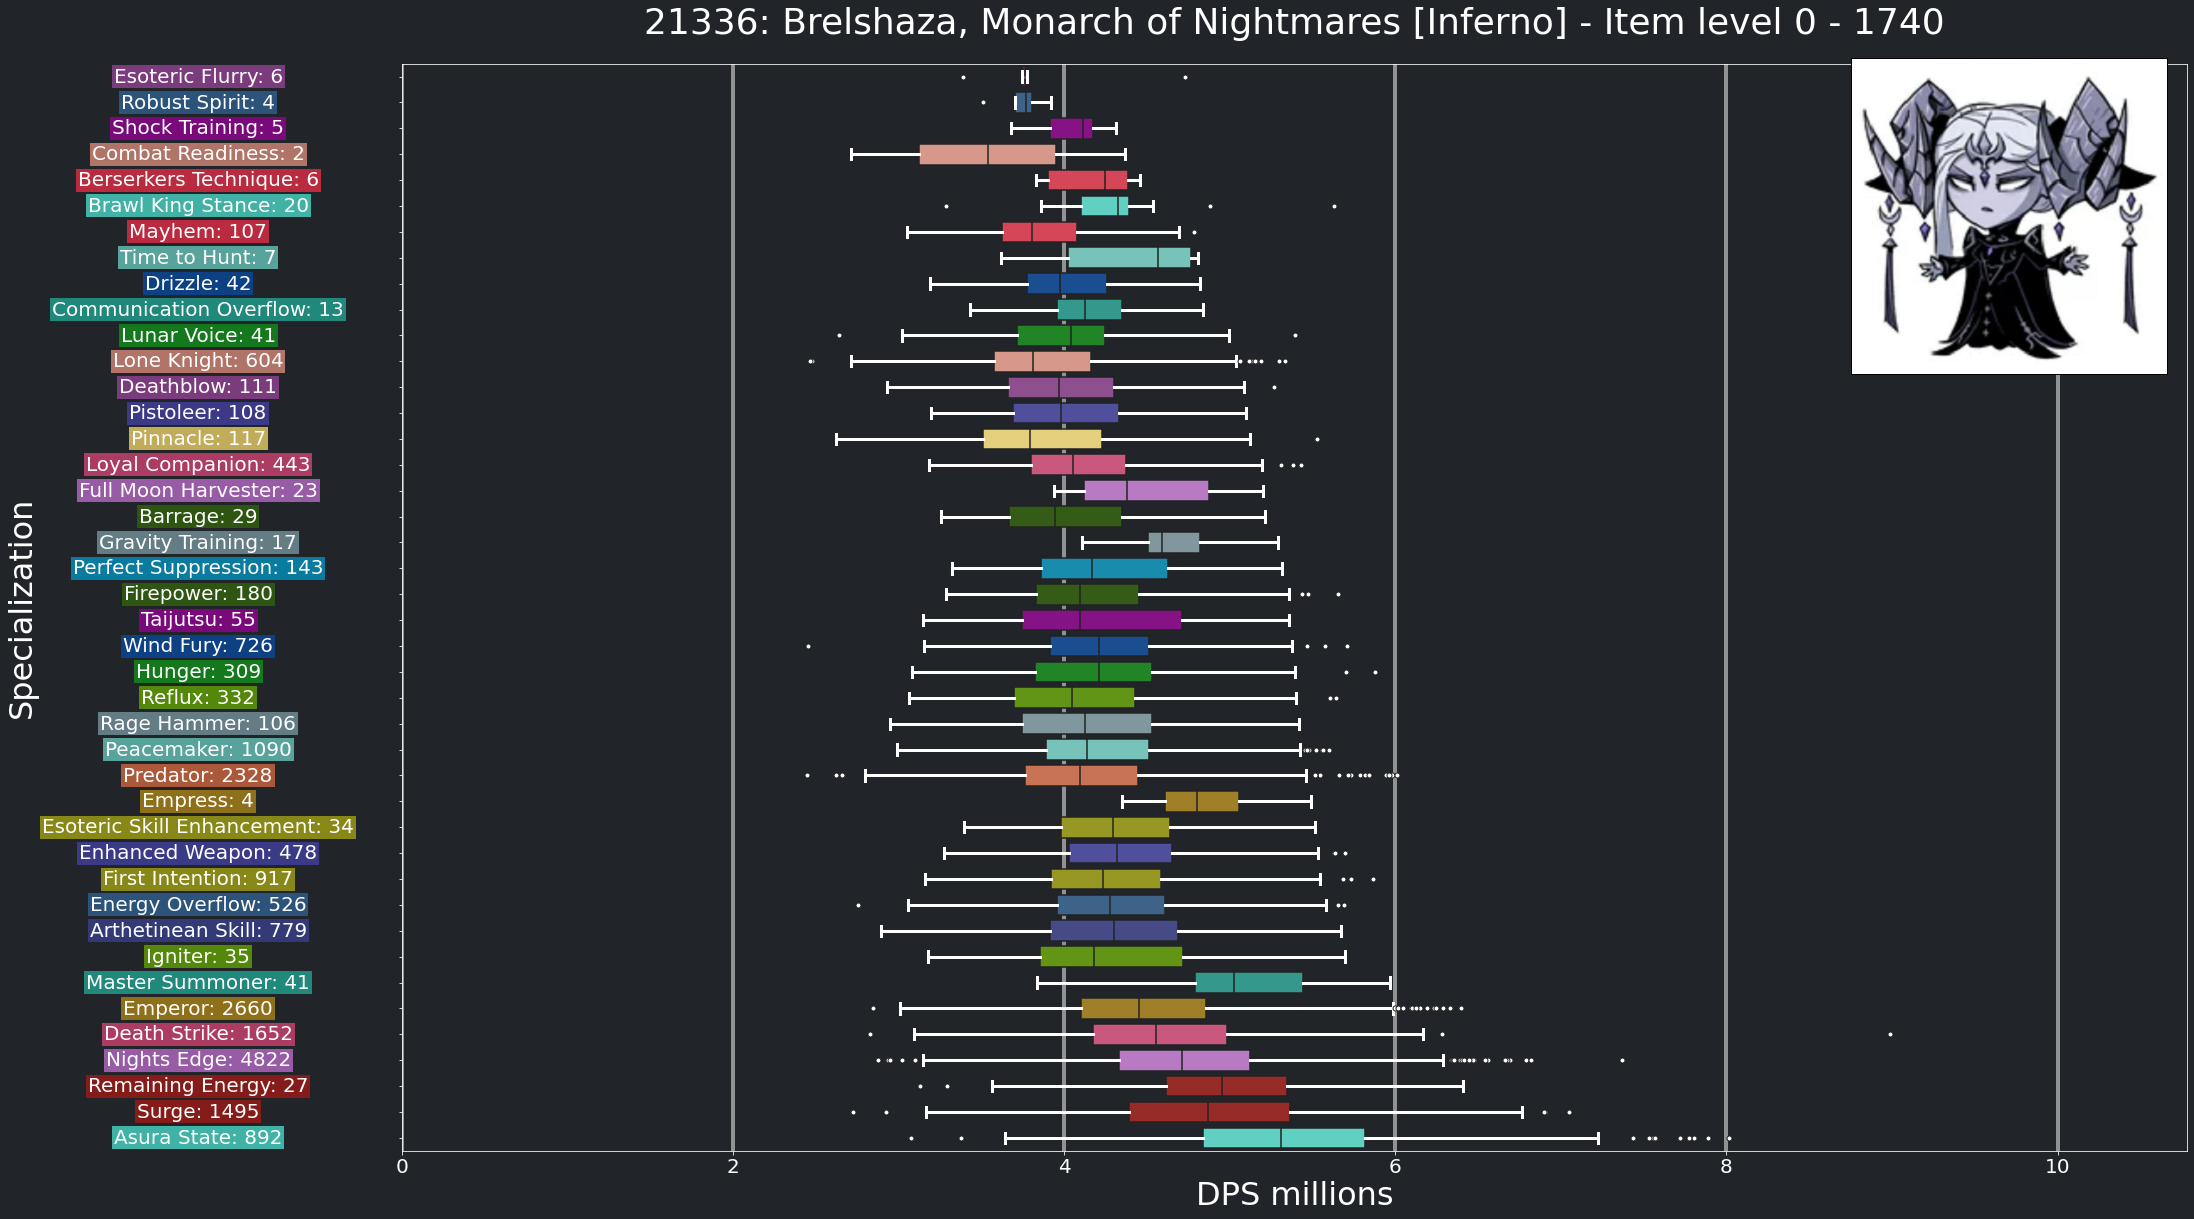 21336: Brelshaza, Monarch of Nightmares [Inferno] - Item level 0 - 1740
Specialization
Esoteric Flurry: 6
Robust Spirit: 4
Shock Training: 5
Combat Readiness: 2
Berserkers Technique: 6
Brawl King Stance: 20
Mayhem: 107
Time to Hunt: 7
Drizzle: 42
Communication Overflow: 13
Lunar Voice: 41
Lone Knight: 604
Deathblow: 111
Pistoleer: 108
Pinnacle: 117
Loyal Companion: 443
Full Moon Harvester: 23
Barrage: 29
Gravity Training: 17
Perfect Suppression: 143
Firepower: 180
Taijutsu: 55
Wind Fury: 726
Hunger: 309
Reflux: 332
Rage Hammer: 106
Peacemaker: 1090
Predator: 2328
Empress: 4
Esoteric Skill Enhancement: 34
Enhanced Weapon: 478
First Intention: 917
Energy Overflow: 526
Arthetinean Skill: 779
Igniter: 35
Master Summoner: 41
Emperor: 2660
Death Strike: 1652
Nights Edge: 4822
Remaining Energy: 27
Surge: 1495
Asura State: 892
0 2 4 6 8 10
DPS millions